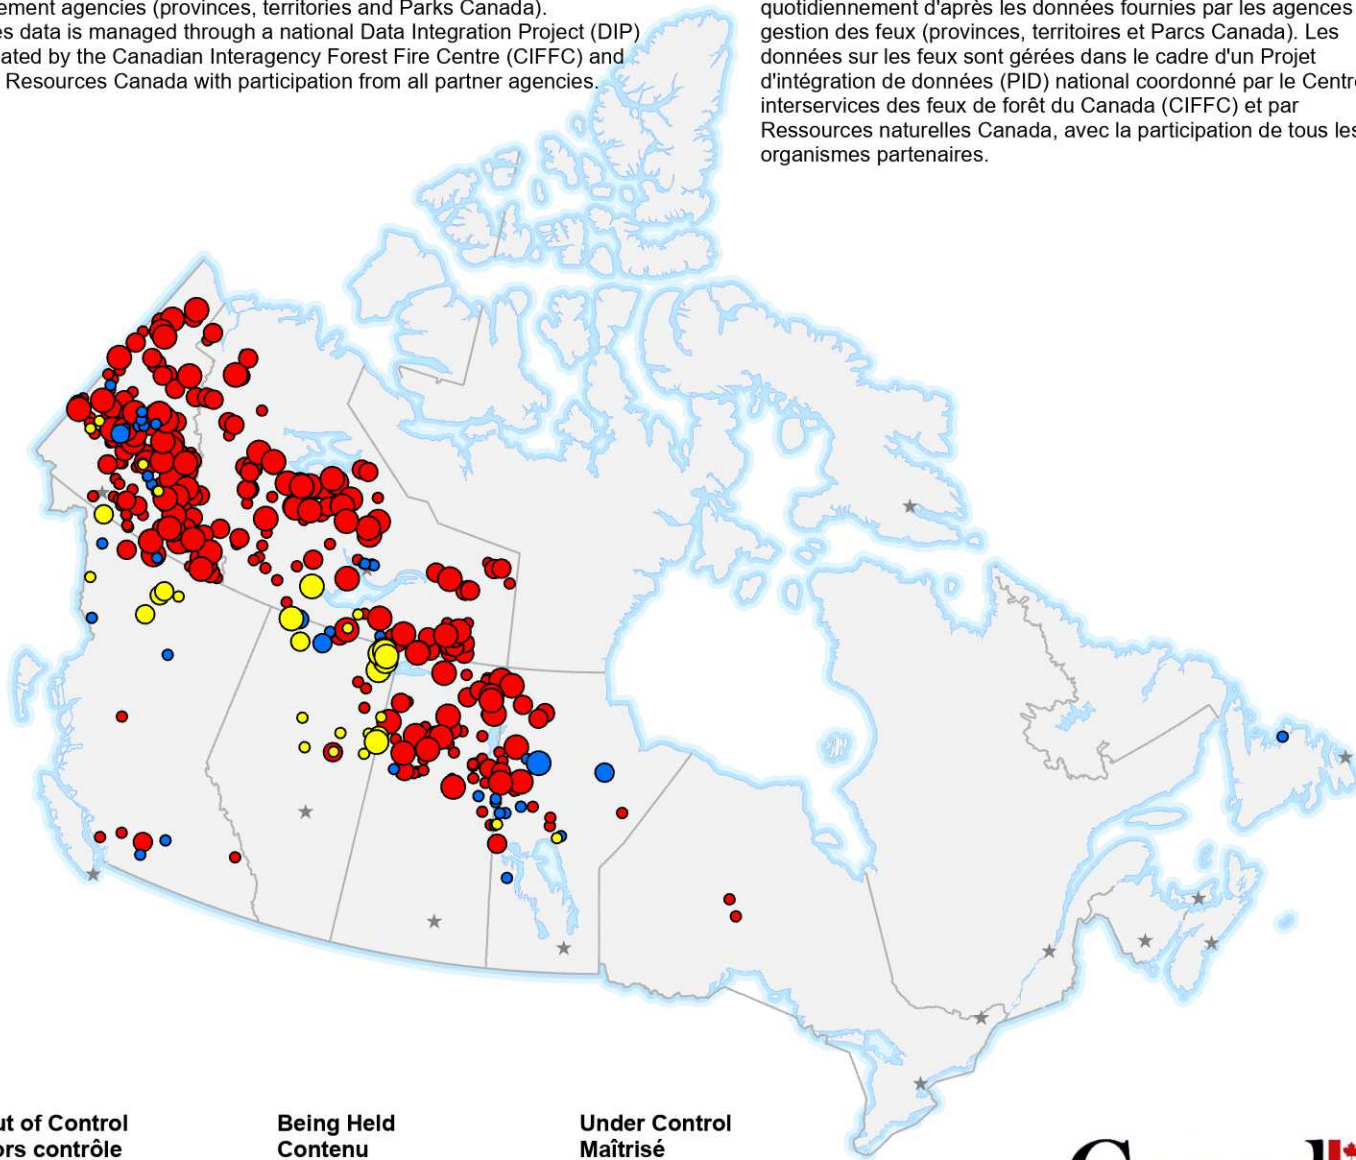 ement agencies (provinces, territories and Parks Canada).
es data is managed through a national Data Integration Project (DIP)
ated by the Canadian Interagency Forest Fire Centre (CIFFC) and
Resources Canada with participation from all partner agencies.
quotidiennement d'après les données fournies par les agences
gestion des feux (provinces, territoires et Parcs Canada). Les
données sur les feux sont gérées dans le cadre d'un Projet
d'intégration de données (PID) national coordonné par le Centre
interservices des feux de forêt du Canada (CIFFC) et par
Ressources naturelles Canada, avec la participation de tous les
organismes partenaires.
ut of Control
ors contrôle
Being Held
Contenu
Under Control
Maîtrisé